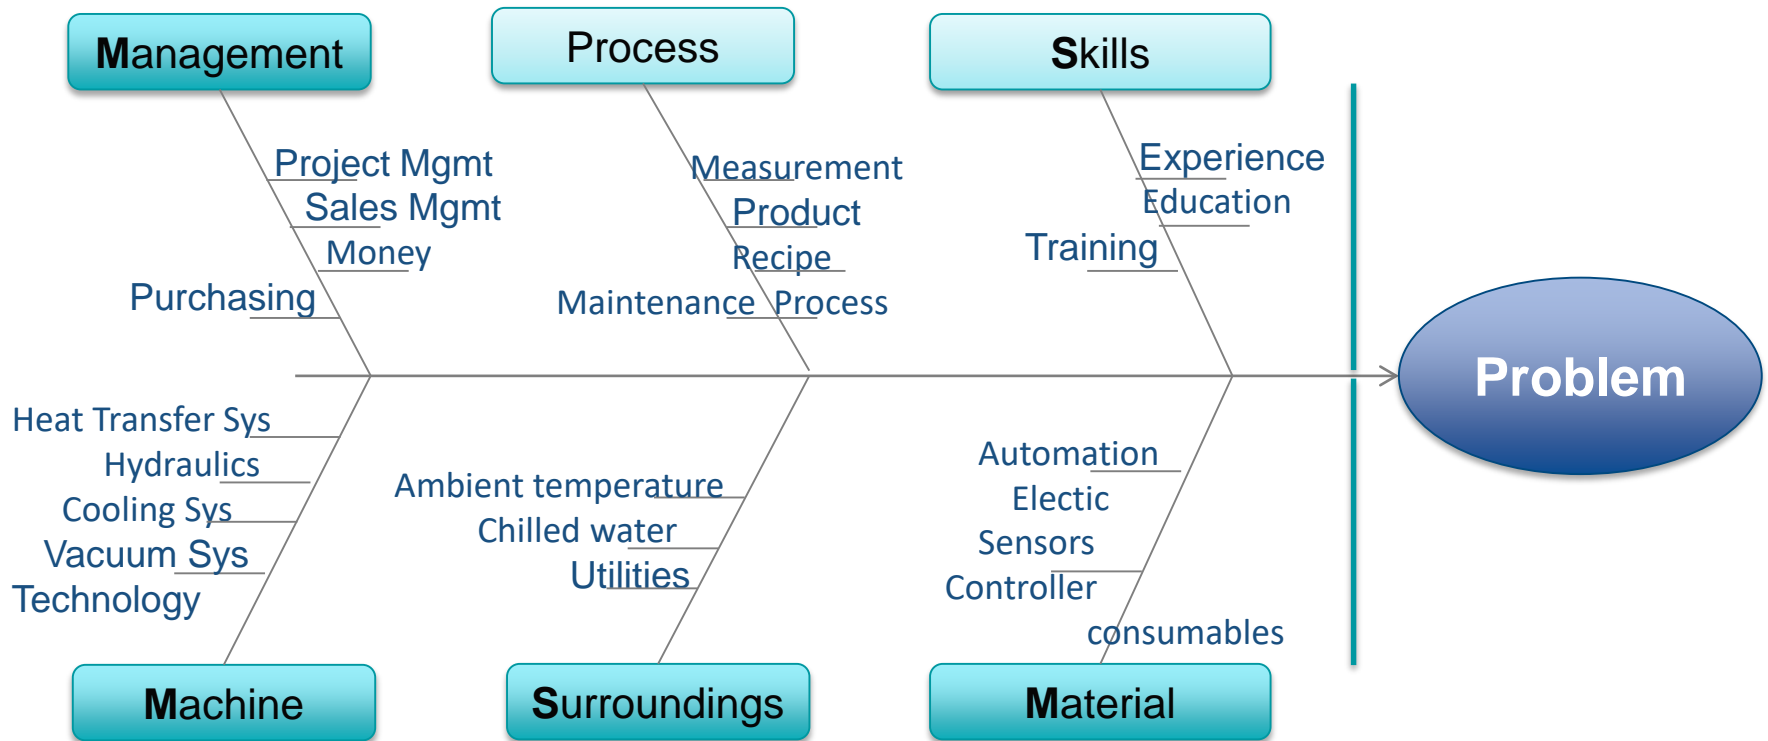 Management
Process
Skills
Project Mgmt
Sales Mgmt
Money
Purchasing
Measurement
Product
Recipe
Maintenance Process
Experience
Education
Training
Problem
Heat Transfer Sys
Hydraulics
Cooling Sys
Vacuum Sys
Technology
Ambient temperature
Chilled water
Utilities
Automation
Electic
Sensors
Controller
consumables
Machine
Surroundings
Material